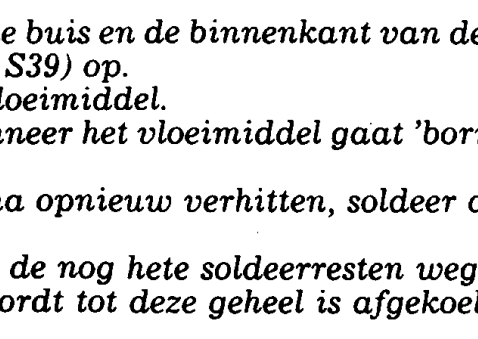 e buis en de binnenkant van de
S39) op.
loeimiddel.
nneer het vloeimiddel gaat 'borr
na opnieuw verhitten, soldeer
de nog hete soldeerresten weg
ordt tot deze geheel is afgekoel